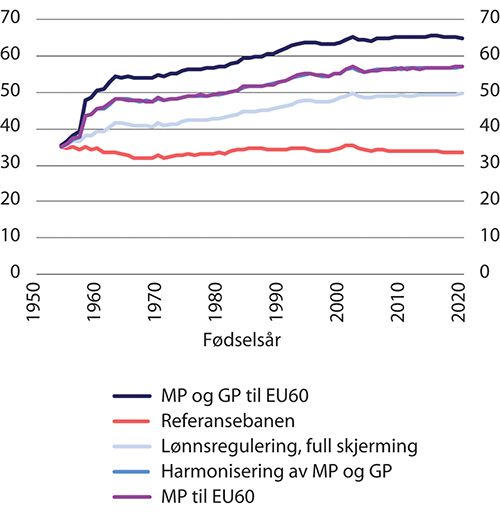 70 70
60 60
50 50
40 40
30 30
20 20
10 10
0 0
1950 1960 1970 1980 1990 2000 2010 2020
Fødselsår
MP og GP til EU60
Referansebanen
Lønnsregulering, full skjerming
Harmonisering av MP og GP
MP til EU60